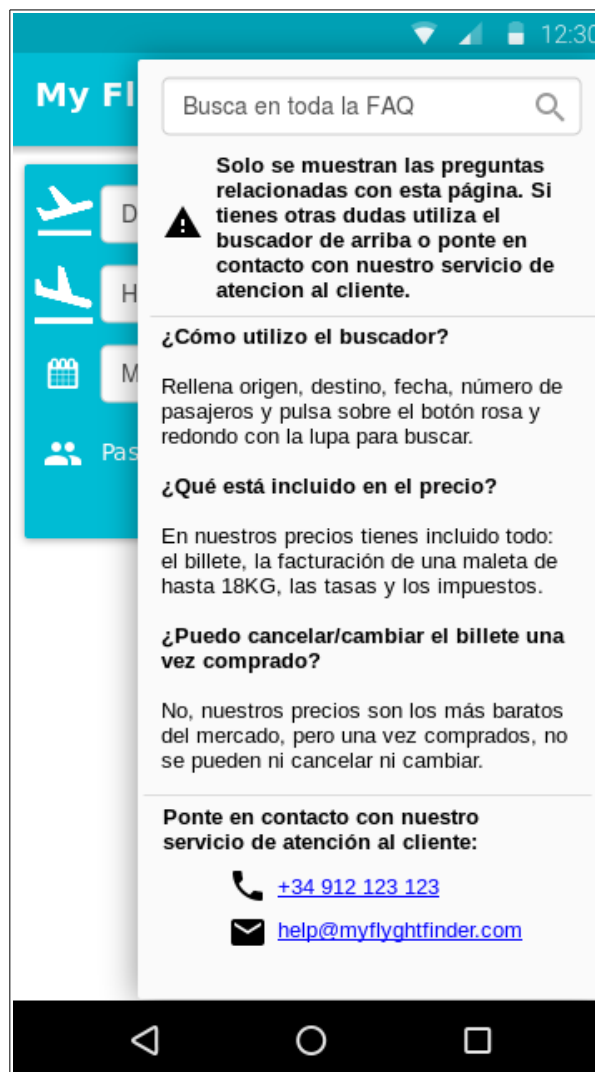 12:30
My Fl
D
H
M
Pas
Busca en toda la FAQ
Solo se muestran las preguntas
relacionadas con esta página. Si
tienes otras dudas utiliza el
buscador de arriba o ponte en
contacto con nuestro servicio de
atencion al cliente.
¿Cómo utilizo el buscador?
Rellena origen, destino, fecha, número de
pasajeros y pulsa sobre el botón rosa y
redondo con la lupa para buscar.
¿Qué está incluido en el precio?
En nuestros precios tienes incluido todo:
el billete, la facturación de una maleta de
hasta 18KG, las tasas y los impuestos.
¿Puedo cancelar/cambiar el billete una
vez comprado?
No, nuestros precios son los más baratos
del mercado, pero una vez comprados, no
se pueden ni cancelar ni cambiar.
Ponte en contacto con nuestro
servicio de atención al cliente:
+34 912 123 123
help@myflyghtfinder.com